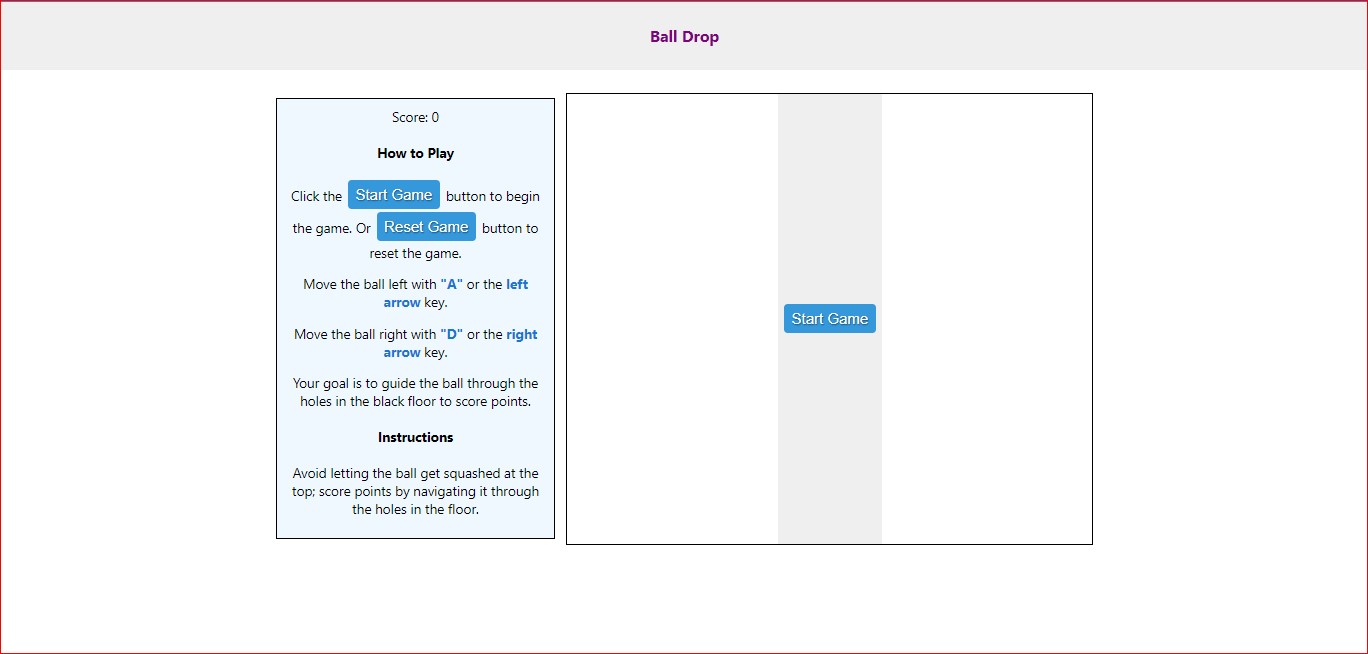 Ball Drop
Score: 0
How to Play
Click the Start Game button to begin
the game. Or Reset Game button to
reset the game.
Move the ball left with "A" or the left
arrow key.
Move the ball right with "D" or the right
arrow key.
Your goal is to guide the ball through the
holes in the black floor to score points.
Instructions
Avoid letting the ball get squashed at the
top; score points by navigating it through
the holes in the floor.
Start Game